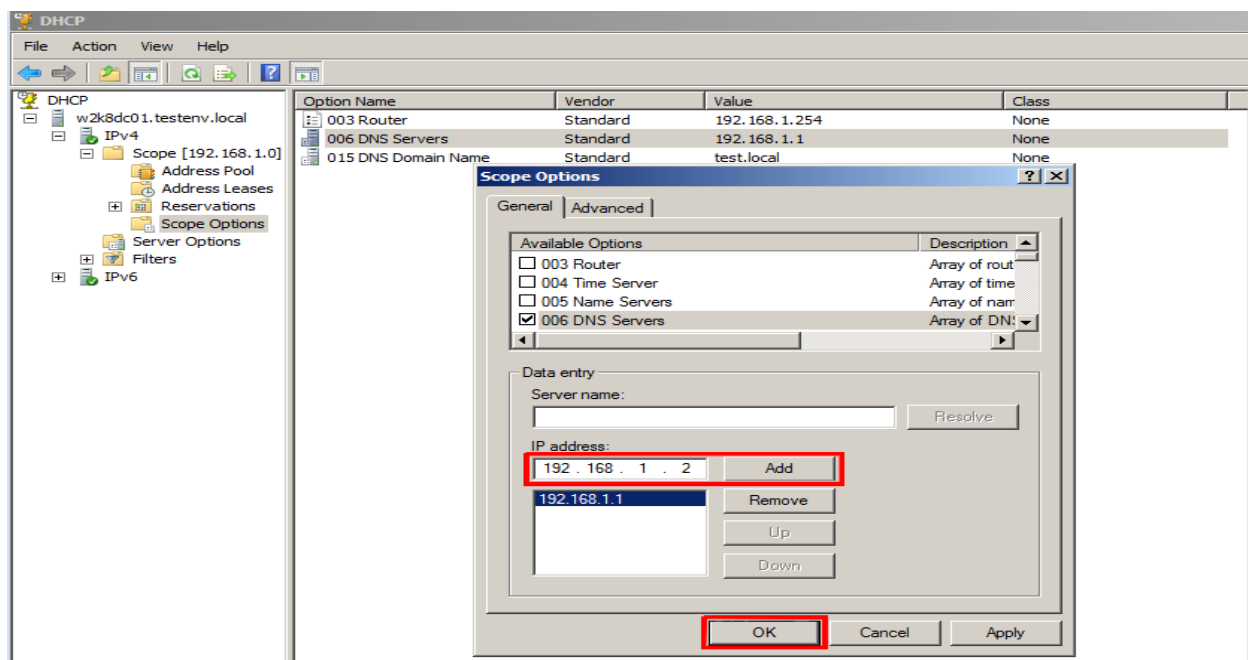 DHCP
File Action View Help
DHCP
w2k8dc01.testenv.local
IPv4
Scope [192.168.1.0]
Address Pool
Address Leases
Reservations
Scope Options
Server Options
Filters
IPv6
Option Name Vendor Value Class
003 Router Standard 192.168.1.254 None
006 DNS Servers Standard 192.168.1.1 None
015 DNS Domain Name Standard test.local None
Scope Options
General Advanced
Available Options Description
003 Router Array of rout
004 Time Server Array of time
005 Name Servers Array of nam
006 DNS Servers Array of DN
Data entry
Server name:
Resolve
IP address:
192 . 168 . 1 . 2 Add
192.168.1.1 Remove
Up
Down
OK Cancel Apply